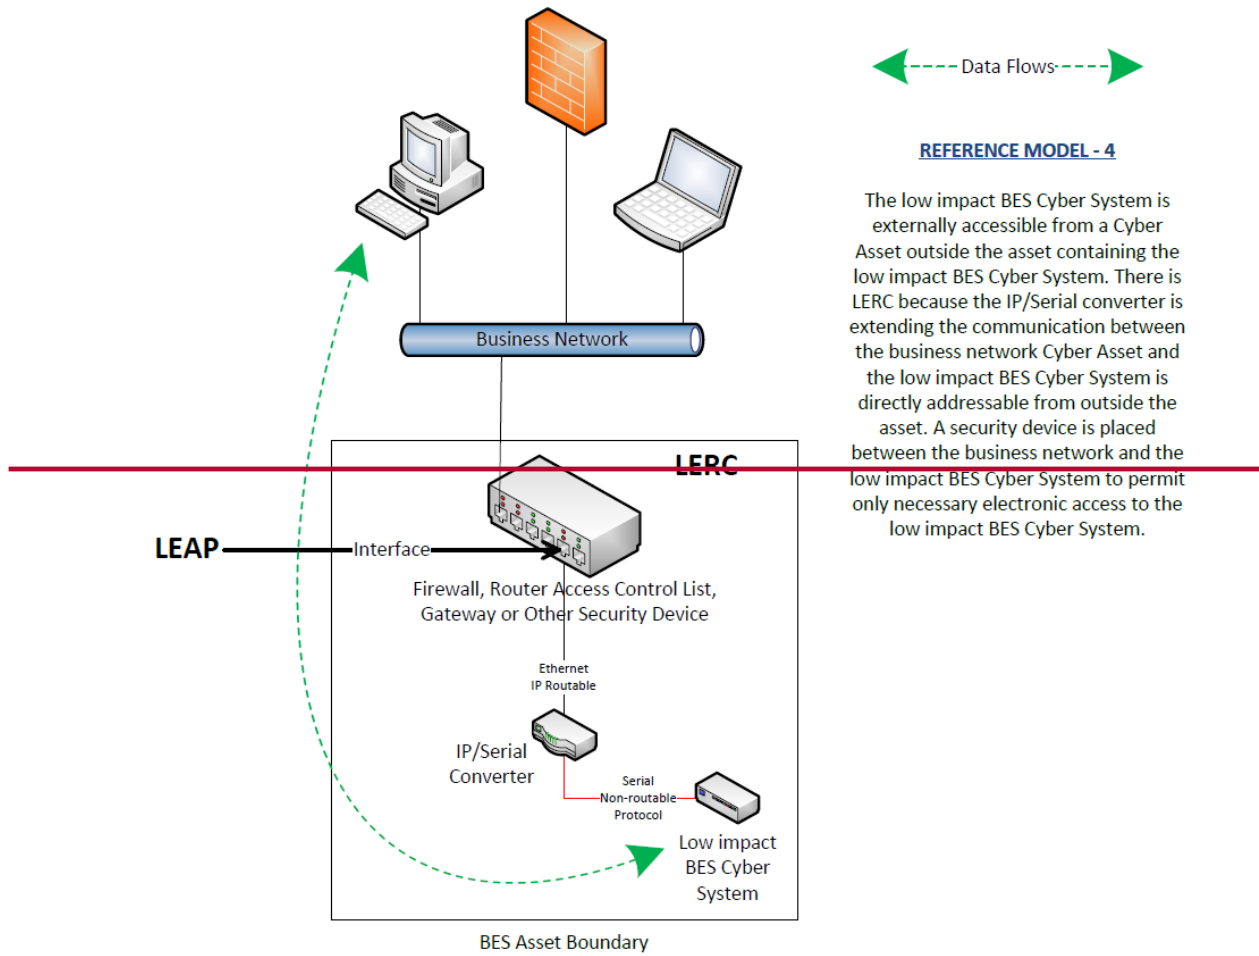 Data Flows
REFERENCE MODEL - 4
The low impact BES Cyber System is
externally accessible from a Cyber
Asset outside the asset containing the
low impact BES Cyber System. There is
LERC because the IP/Serial converter is
extending the communication between
the business network Cyber Asset and
the low impact BES Cyber System is
directly addressable from outside the
asset. A security device is placed
between the business network and the
low impact BES Cyber System to permit
only necessary electronic access to the
low impact BES Cyber System.
Business Network
LERC
LEAP
Interface
Firewall, Router Access Control List,
Gateway or Other Security Device
Ethernet
IP Routable
IP/Serial
Converter
Serial
Non-routable
Protocol
Low impact
BES Cyber
System
BES Asset Boundary